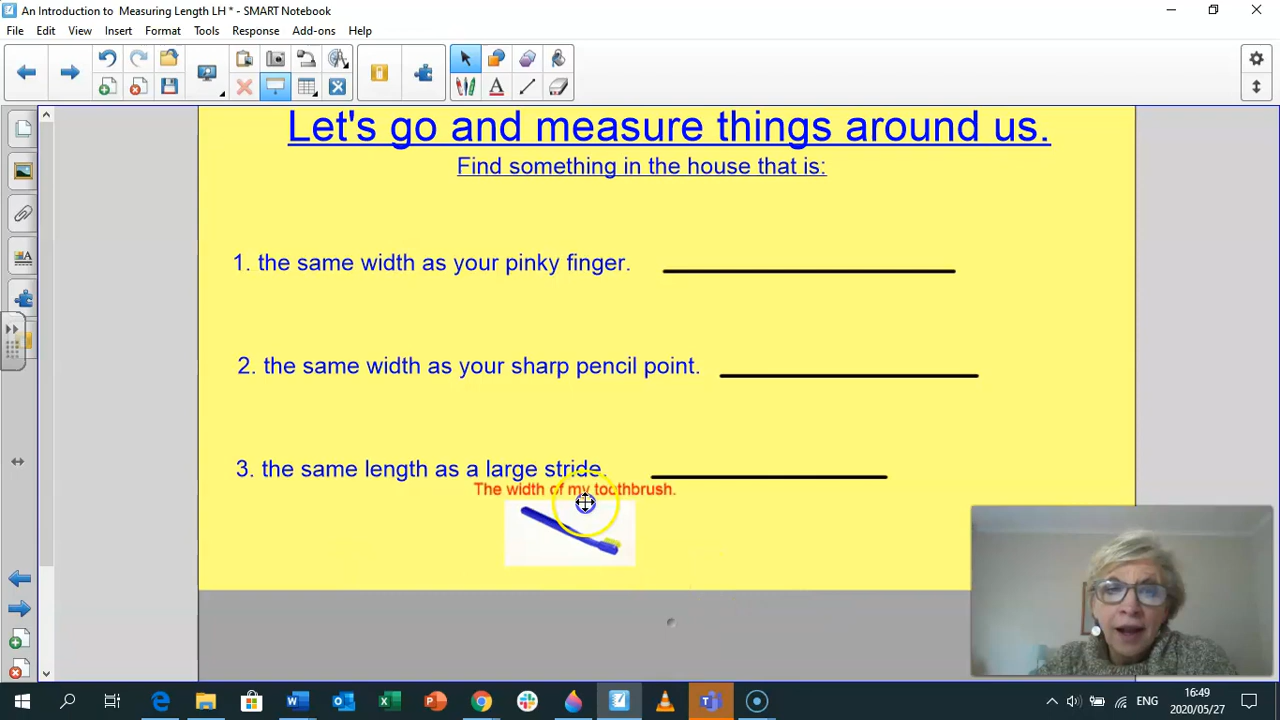 An Introduction to Measuring Length LH * - SMART Notebook
File Edit View Insert Format Tools Response Add-ons Help
Let's go and measure things around us.
Find something in the house that is:
1. the same width as your pinky finger.
2. the same width as your sharp pencil point.
3. the same length as a large stride.
The width of my toothbrush.
ENG
16:49
2020/05/27